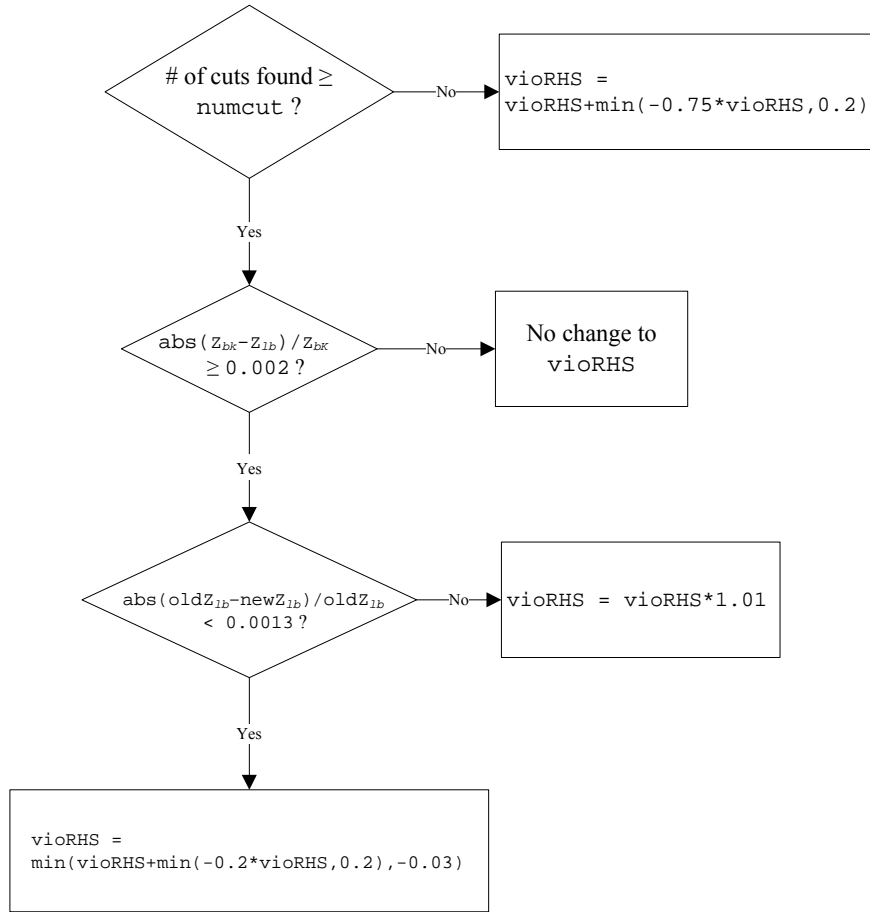 # of cuts found ≥
numcut ?
No
vioRHS =
vioRHS+min(-0.75*vioRHS,0.2)
Yes
abs(Zbk-Zlb)/ZbK
≥ 0.002 ?
No
No change to
vioRHS
Yes
abs(oldZlb-newZlb)/oldZlb
< 0.0013 ?
No
vioRHS = vioRHS*1.01
Yes
vioRHS =
min(vioRHS+min(-0.2*vioRHS,0.2),-0.03)